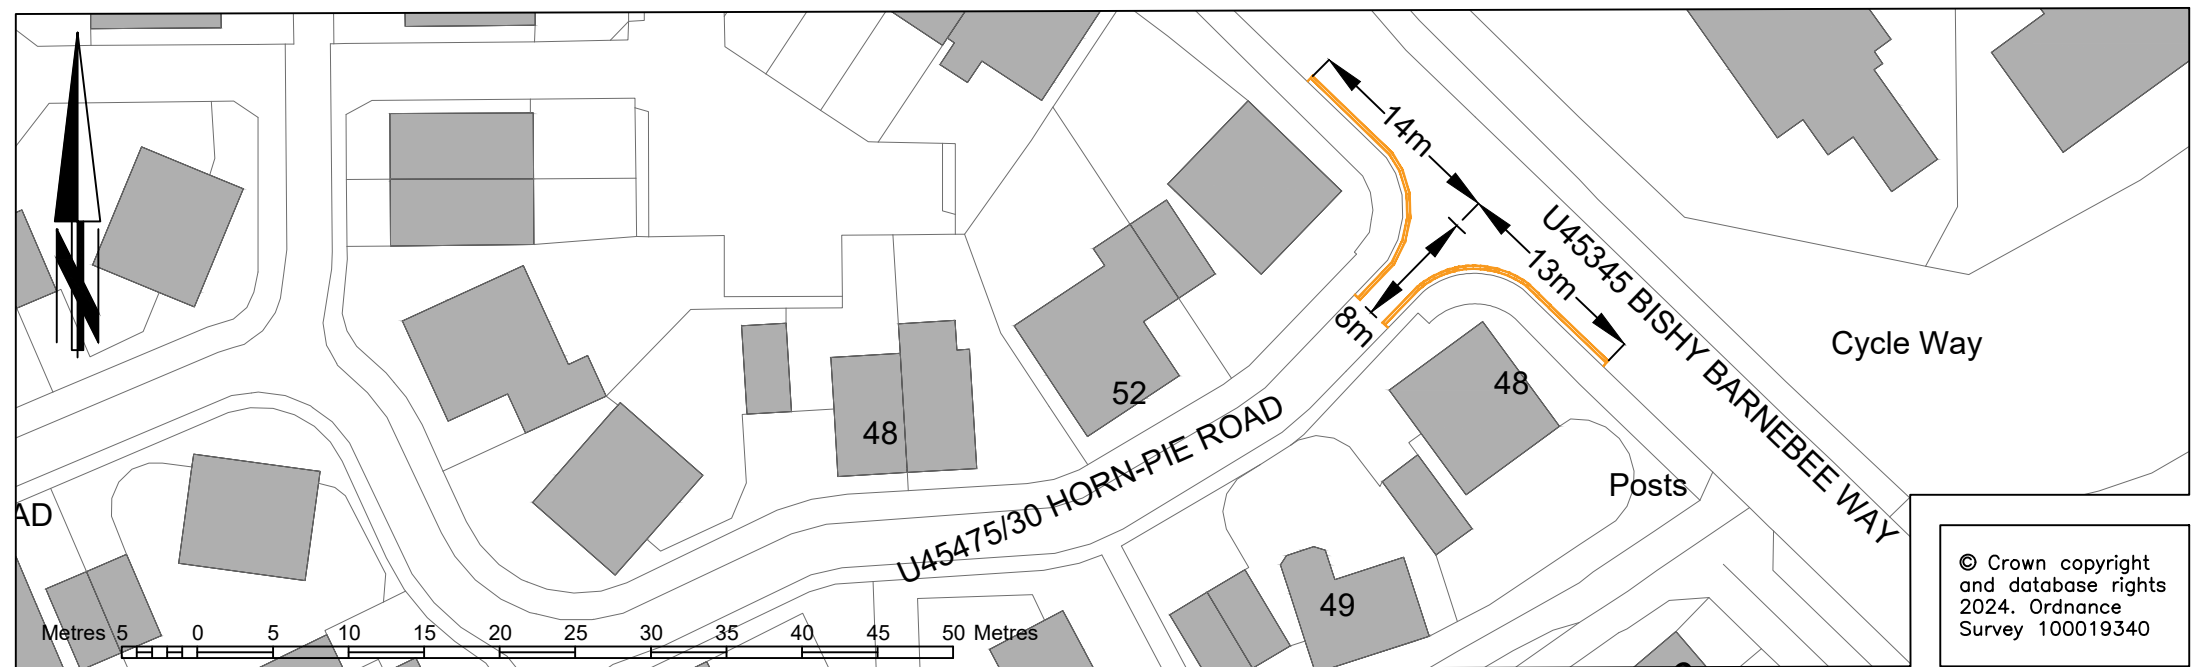 14m
13m
8m
U45345 BISHY BARNEBEE WAY
Cycle Way
52
48
48
Posts
U45475/30 HORN-PIE ROAD
AD
49
N
Metres 5 0 5 10 15 20 25 30 35 40 45 50 Metres
© Crown copyright
and database rights
2024. Ordnance
Survey 100019340